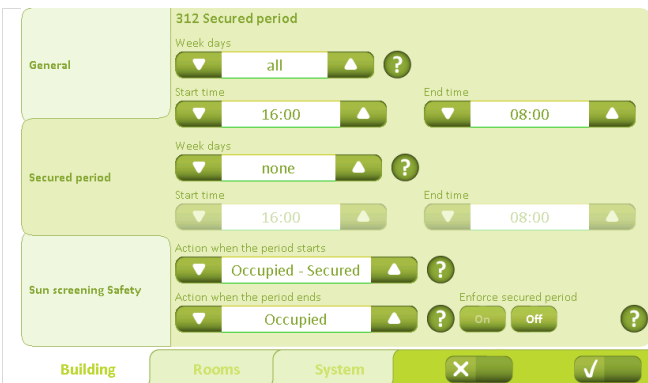 312 Secured period
General
Week days
all
?
Start time
End time
16:00
08:00
Secured period
Week days
none
?
Start time
End time
16:00
08:00
Sun screening Safety
Action when the period starts
Occupied - Secured
?
Action when the period ends
Enforce secured period
Occupied
?
On
Off
?
Building
Rooms
System